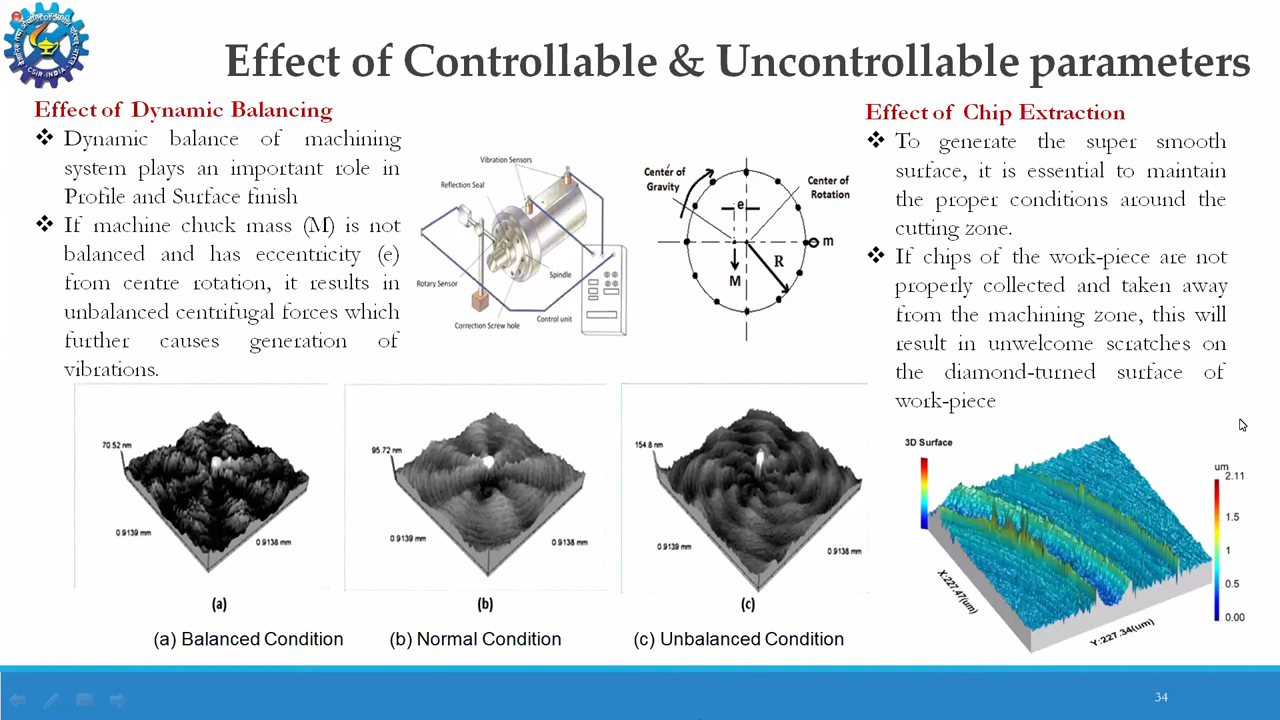 Effect of Controllable & Uncontrollable parameters
Effect of Dynamic Balancing
❖ Dynamic balance of machining
system plays an important role in
Profile and Surface finish
❖ If machine chuck mass (M) is not
balanced and has eccentricity (e)
from centre rotation, it results in
unbalanced centrifugal forces which
further causes generation of
vibrations.
Vibration Sensors
Reflection Seal
Rotary Sensor
Spindle
Control unit
Correction Screw hole
Center of
Gravity
Center of
Rotation
e
m
R
M
Effect of Chip Extraction
❖ To generate the super smooth
surface, it is essential to maintain
the proper conditions around the
cutting zone.
❖ If chips of the work-piece are not
properly collected and taken away
from the machining zone, this will
result in unwelcome scratches on
the diamond-turned surface of
work-piece
70.52 nm
0.9139 mm
0.9138 mm
(a)
95.72 nm
0.9139 mm
0.9138 mm
(b)
154.8 nm
0.9139 mm
0.9138 mm
(c)
(a) Balanced Condition
(b) Normal Condition
(c) Unbalanced Condition
3D Surface
um
2.11
1.5
1
0.5
0.00
X:227.47(um)
Y:227.34(um)
CSIR-INDIA
34